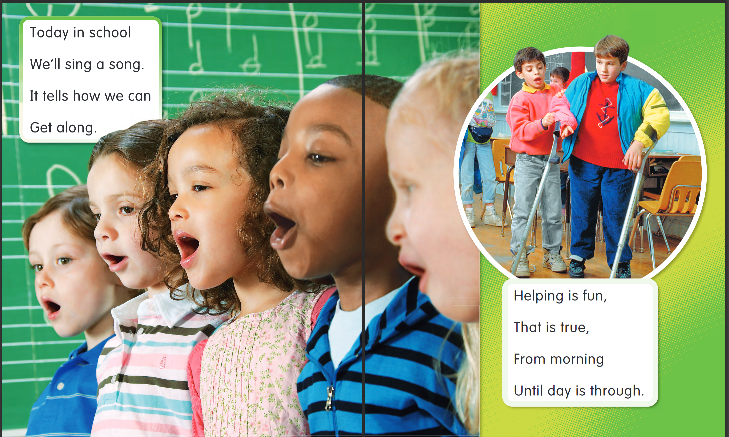 Today in school
We'll sing a song.
It tells how we can
Get along.
Helping is fun,
That is true,
From morning
Until day is through.